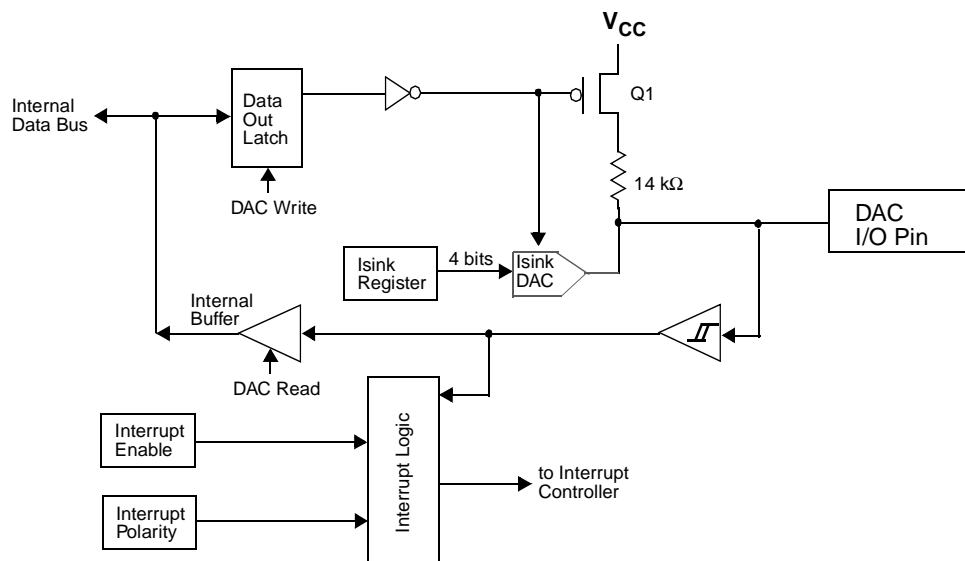 VCC
Q1
Internal
Data Bus
Data
Out
Latch
14 kΩ
DAC Write
DAC
I/O Pin
Isink
Register
4 bits
Isink
DAC
Internal
Buffer
DAC Read
Interrupt
Enable
Interrupt Logic
to Interrupt
Controller
Interrupt
Polarity